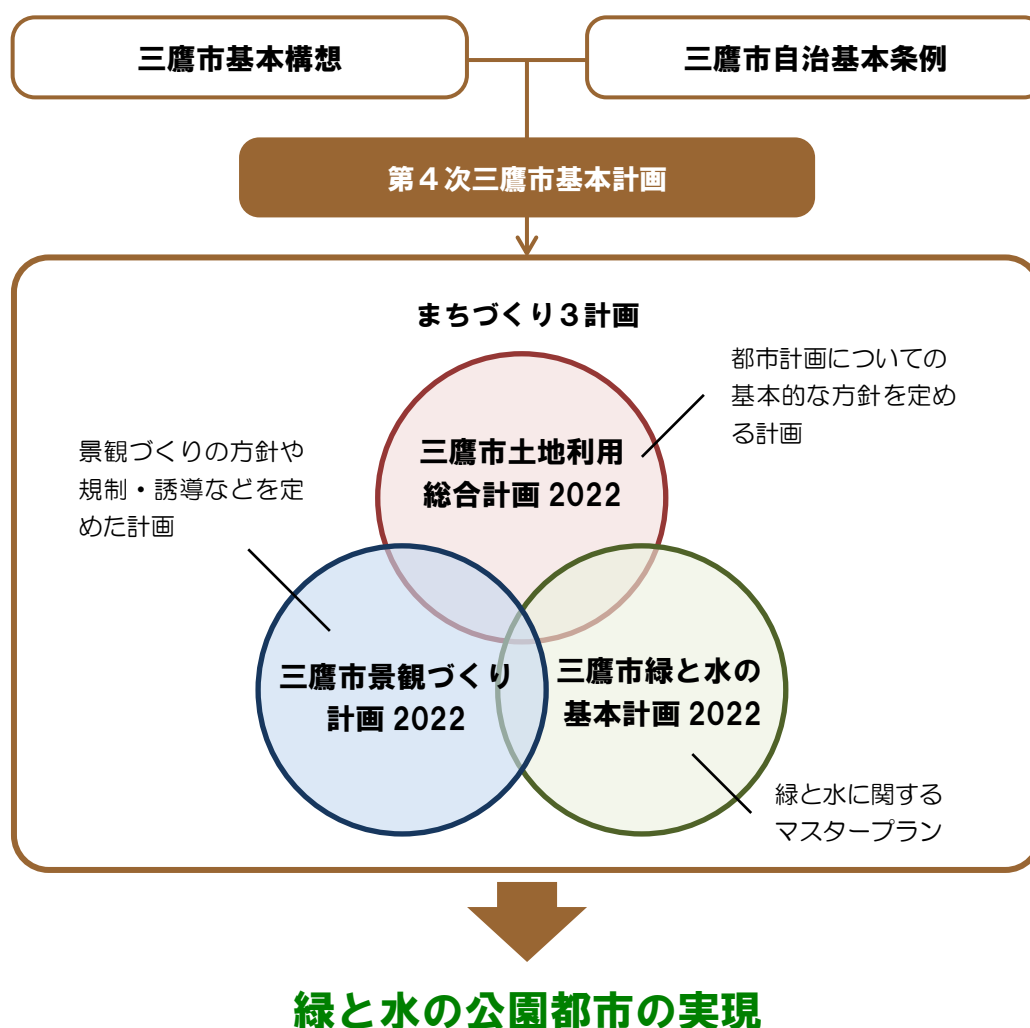 三鷹市基本構想
三鷹市自治基本条例
第４次三鷹市基本計画
まちづくり３計画
都市計画についての
基本的な方針を定め
る計画
三鷹市土地利用
総合計画 2022
景観づくりの方針や
規制・誘導などを定
めた計画
三鷹市景観づくり
計画 2022
三鷹市緑と水の
基本計画 2022
緑と水に関する
マスタープラン
緑と水の公園都市の実現